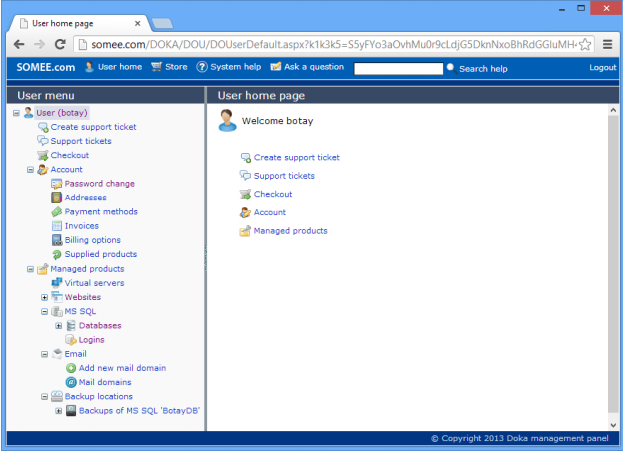 User home page
somee.com/DOKA/DOU/DOUserDefault.aspx?k1k3k5=S5yFYo3aOvhMu0r9cLdjG5DknNxoBhRdGGluMH
SOMEE.com User home Store System help Ask a question Search help Logout
User menu
User home page
User (botay)
Create support ticket
Support tickets
Checkout
Account
Password change
Addresses
Payment methods
Invoices
Billing options
Supplied products
Managed products
Virtual servers
Websites
MS SQL
Databases
Logins
Email
Add new mail domain
Mail domains
Backup locations
Backups of MS SQL 'BotayDB'
Welcome botay
Create support ticket
Support tickets
Checkout
Account
Managed products
© Copyright 2013 Doka management panel